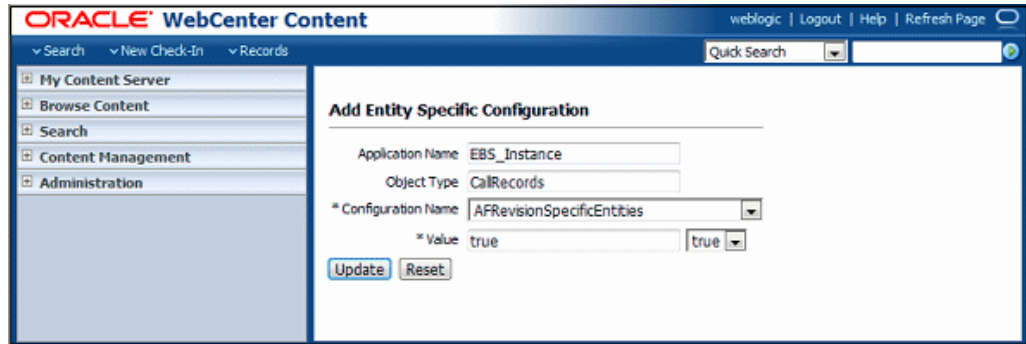 ORACLE WebCenter Content
weblogic | Logout | Help | Refresh Page
Search New Check-In Records
Quick Search
My Content Server
Browse Content
Search
Content Management
Administration
Add Entity Specific Configuration
Application Name EBS_Instance
Object Type CallRecords
* Configuration Name AFRevisionSpecificEntities
* Value true true
Update Reset